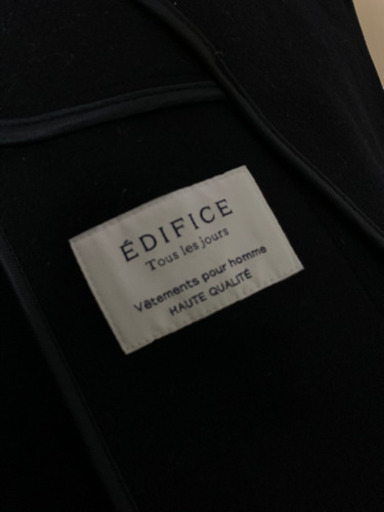 ÉDIFICE
Tous les jours
Vêtements pour homme
HAUTE QUALITÉ